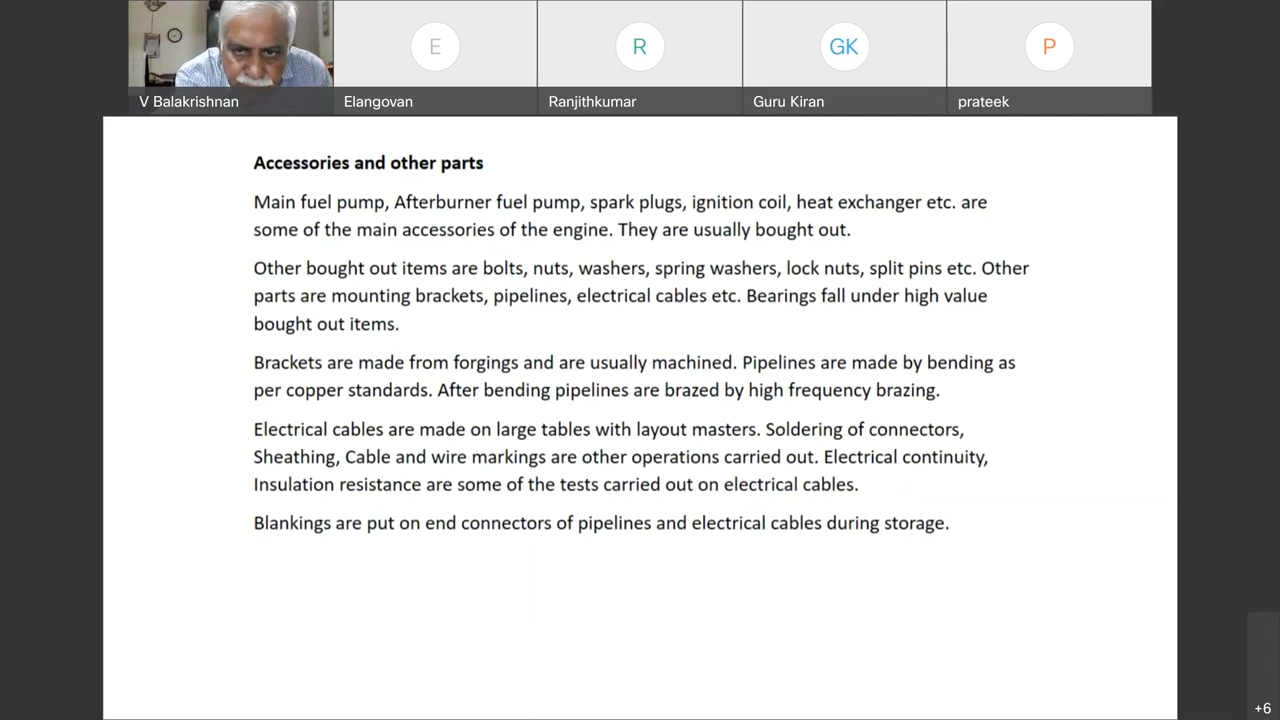 E
R
GK
P
V Balakrishnan
Elangovan
Ranjithkumar
Guru Kiran
prateek
Accessories and other parts
Main fuel pump, Afterburner fuel pump, spark plugs, ignition coil, heat exchanger etc. are
some of the main accessories of the engine. They are usually bought out.
Other bought out items are bolts, nuts, washers, spring washers, lock nuts, split pins etc. Other
parts are mounting brackets, pipelines, electrical cables etc. Bearings fall under high value
bought out items.
Brackets are made from forgings and are usually machined. Pipelines are made by bending as
per copper standards. After bending pipelines are brazed by high frequency brazing.
Electrical cables are made on large tables with layout masters. Soldering of connectors,
Sheathing, Cable and wire markings are other operations carried out. Electrical continuity,
Insulation resistance are some of the tests carried out on electrical cables.
Blankings are put on end connectors of pipelines and electrical cables during storage.
+6